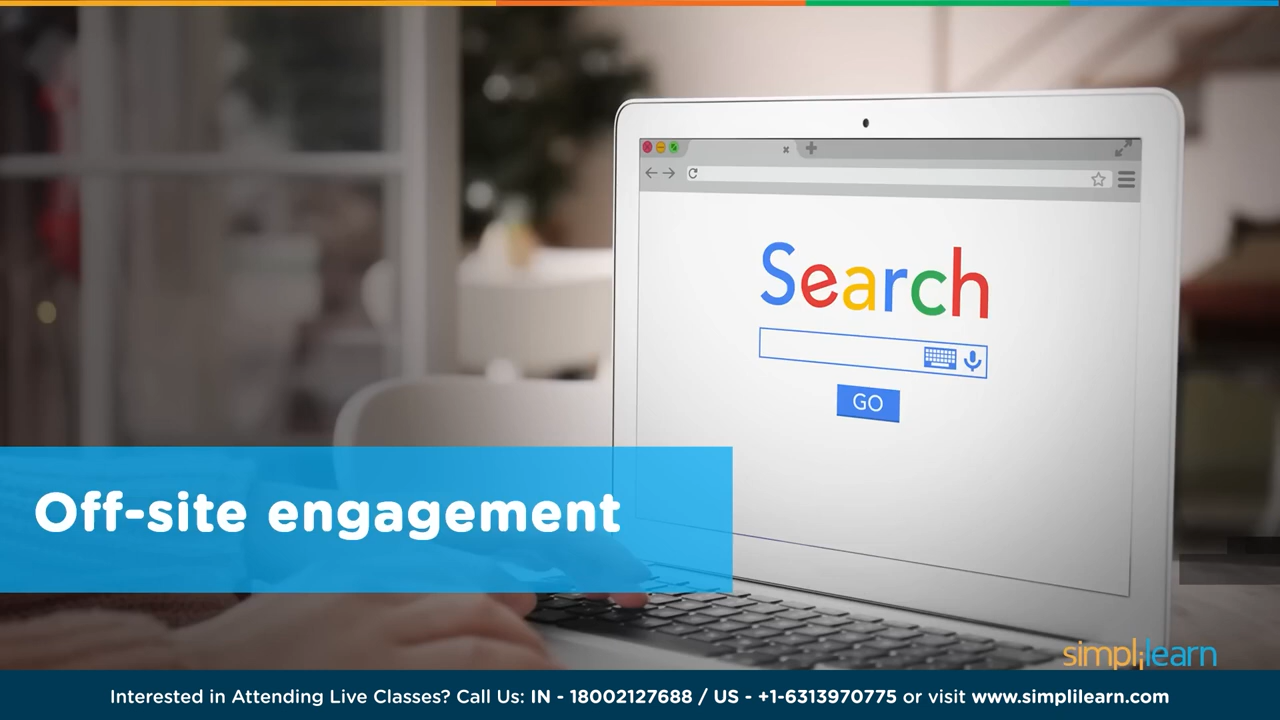 Search
GO
Off-site engagement
simplilearn
Interested in Attending Live Classes? Call Us: IN - 18002127688 / US - +1-6313970775 or visit www.simplilearn.com